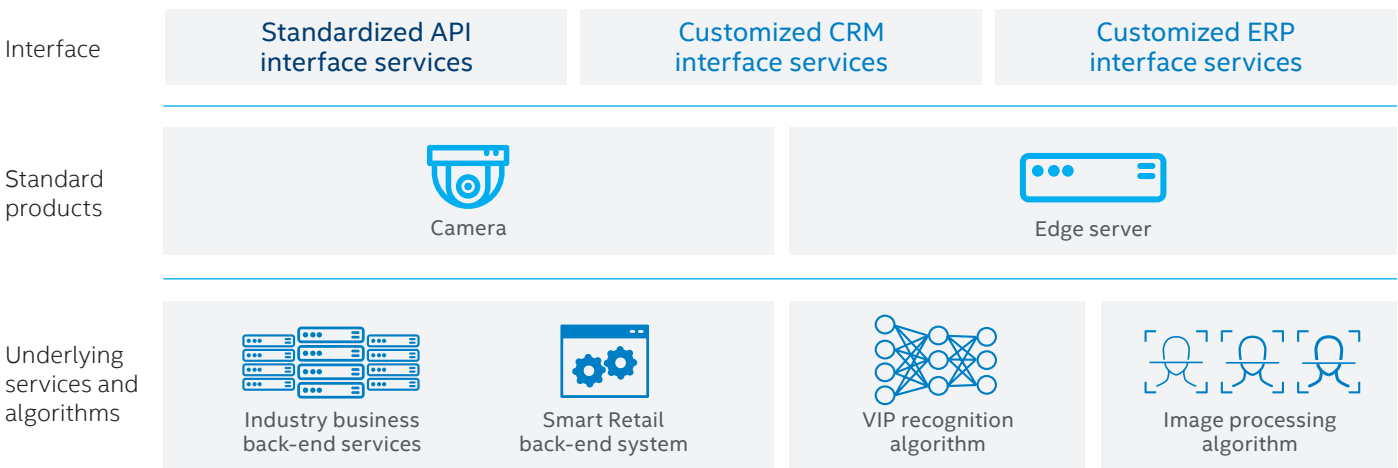 Interface
Standardized API
interface services
Customized CRM
interface services
Customized ERP
interface services
Standard
products
Camera
Edge server
Underlying
services and
algorithms
Industry business
back-end services
Smart Retail
back-end system
VIP recognition
algorithm
Image processing
algorithm